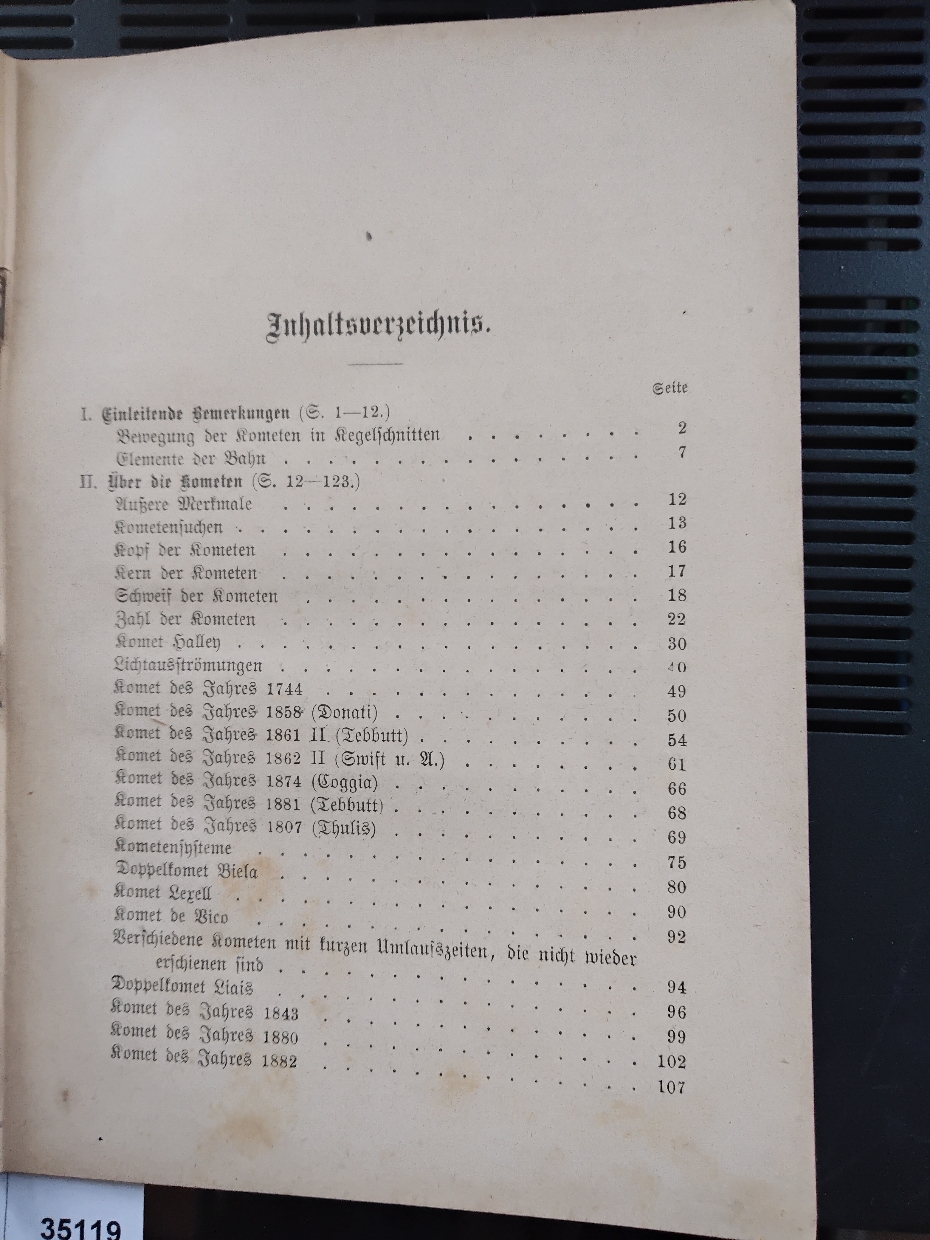 Inhaltsverzeichnis.
Seite
I. Einleitende Bemerkungen (S. 1—12.)
Bewegung der Kometen in Kegelschnitten . . . . . . . . 2
Elemente der Bahn . . . . . . . . . . . . . 7
II. Über die Kometen (S. 12—123.)
Äußere Merkmale . . . . . . . . . . . . . 12
Kometensuchen . . . . . . . . . . . . . . 13
Kopf der Kometen . . . . . . . . . . . . . 16
Kern der Kometen . . . . . . . . . . . . . 17
Schweif der Kometen . . . . . . . . . . . . 18
Zahl der Kometen . . . . . . . . . . . . . 22
Komet Halley . . . . . . . . . . . . . . 30
Lichtausströmungen . . . . . . . . . . . . . 40
Komet des Jahres 1744 . . . . . . . . . . . 49
Komet des Jahres 1858 (Donati) . . . . . . . . . 50
Komet des Jahres 1861 II (Tebbutt) . . . . . . . . 54
Komet des Jahres 1862 II (Swift u. A.) . . . . . . . 61
Komet des Jahres 1874 (Coggia) . . . . . . . . . 66
Komet des Jahres 1881 (Tebbutt) . . . . . . . . . 68
Komet des Jahres 1807 (Thulis) . . . . . . . . . 69
Kometensysteme . . . . . . . . . . . . . 75
Doppelkomet Biela . . . . . . . . . . . . . 80
Komet Lexell . . . . . . . . . . . . . . 90
Komet de Vico . . . . . . . . . . . . . . 92
Verschiedene Kometen mit kurzen Umlaufszeiten, die nicht wieder
erschienen sind . . . . . . . . . . . . . 94
Doppelkomet Liais . . . . . . . . . . . . . 96
Komet des Jahres 1843 . . . . . . . . . . . 99
Komet des Jahres 1880 . . . . . . . . . . . 102
Komet des Jahres 1882 . . . . . . . . . . . 107
35119